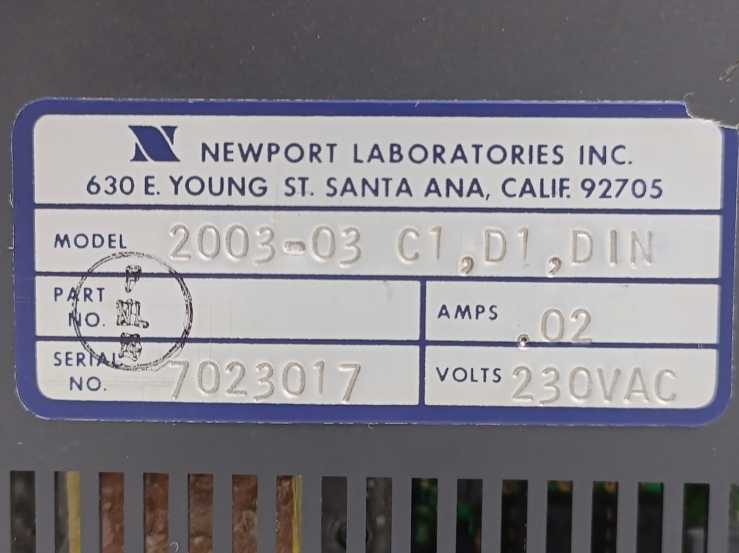 NEWPORT LABORATORIES INC.
630 E. YOUNG ST. SANTA ANA, CALIF. 92705
MODEL 2003-03 C1,D1,DIN
PART NO.
AMPS .02
SERIAL NO. 7023017
VOLTS 230VAC
P
NL